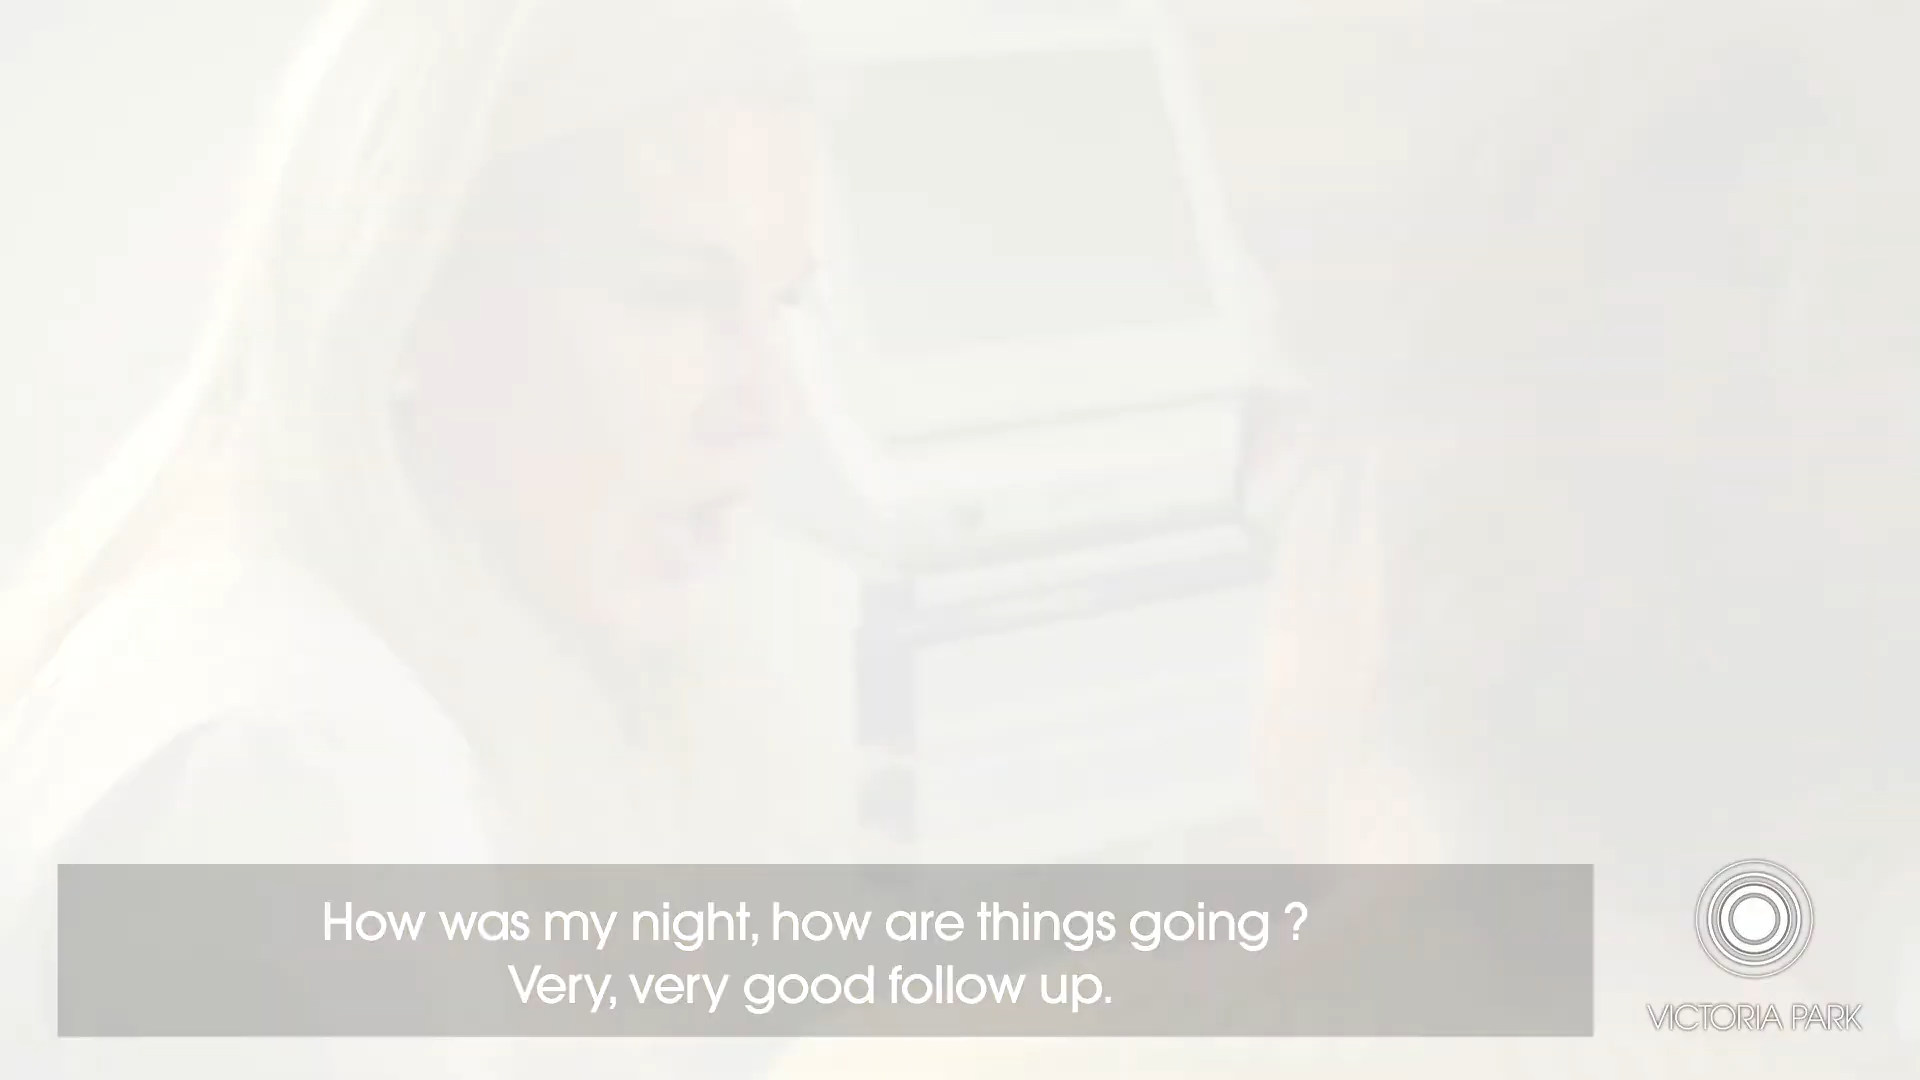 How was my night, how are things going ?
Very, very good follow up.
VICTORIA PARK